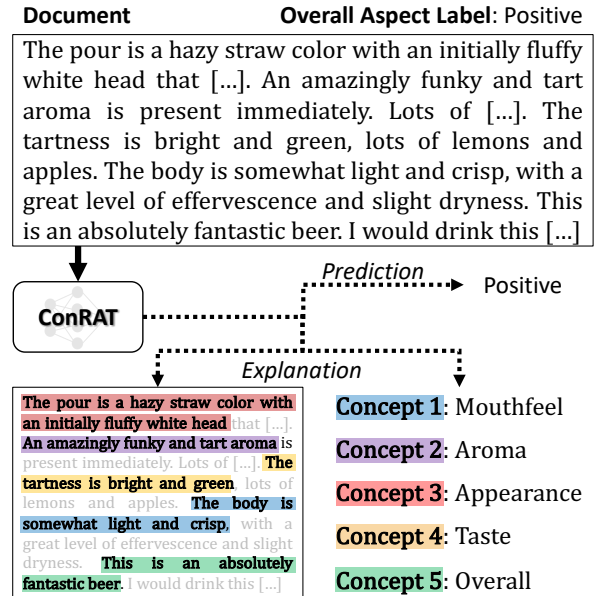 Document Overall Aspect Label: Positive
The pour is a hazy straw color with an initially fluffy
white head that [...]. An amazingly funky and tart
aroma is present immediately. Lots of [...]. The
tartness is bright and green, lots of lemons and
apples. The body is somewhat light and crisp, with a
great level of effervescence and slight dryness. This
is an absolutely fantastic beer. I would drink this [...]
Prediction
ConRAT
Positive
Explanation
The pour is a hazy straw color with
an initially fluffy white head that [...].
An amazingly funky and tart aroma is
present immediately. Lots of [...]. The
tartness is bright and green, lots of
lemons and apples. The body is
somewhat light and crisp, with a
great level of effervescence and slight
dryness. This is an absolutely
fantastic beer. I would drink this [...]
Concept 1: Mouthfeel
Concept 2: Aroma
Concept 3: Appearance
Concept 4: Taste
Concept 5: Overall